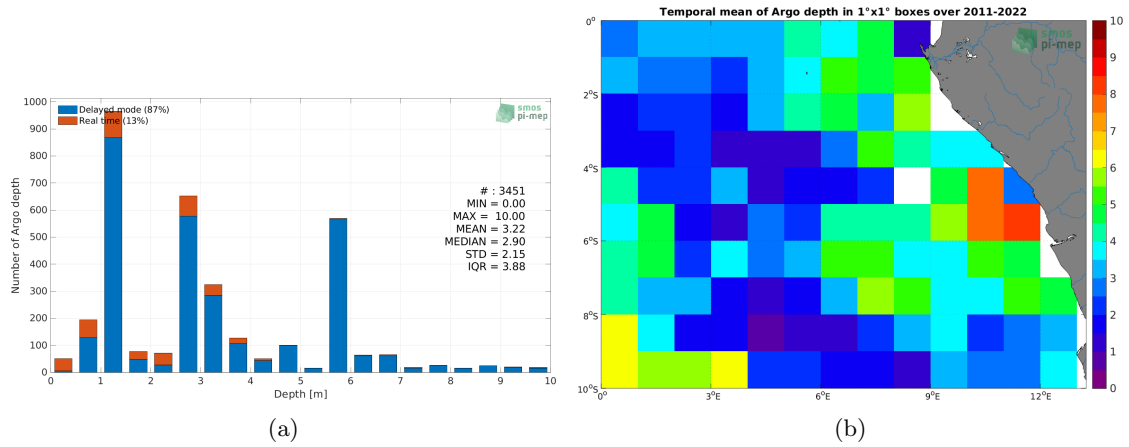 Delayed mode (87%)
Real time (13%)
smos
pi-mep
1000
900
800
700
600
500
400
300
200
100
0
Number of Argo depth
# : 3451
MIN = 0.00
MAX = 10.00
MEAN = 3.22
MEDIAN = 2.90
STD = 2.15
IQR = 3.88
0 1 2 3 4 5 6 7 8 9 10
Depth [m]
(a)
Temporal mean of Argo depth in 1°x1° boxes over 2011-2022
smos
pi-mep
0°
2°S
4°S
6°S
8°S
10°S
0° 3°E 6°E 9°E 12°E
10
9
8
7
6
5
4
3
2
1
0
(b)